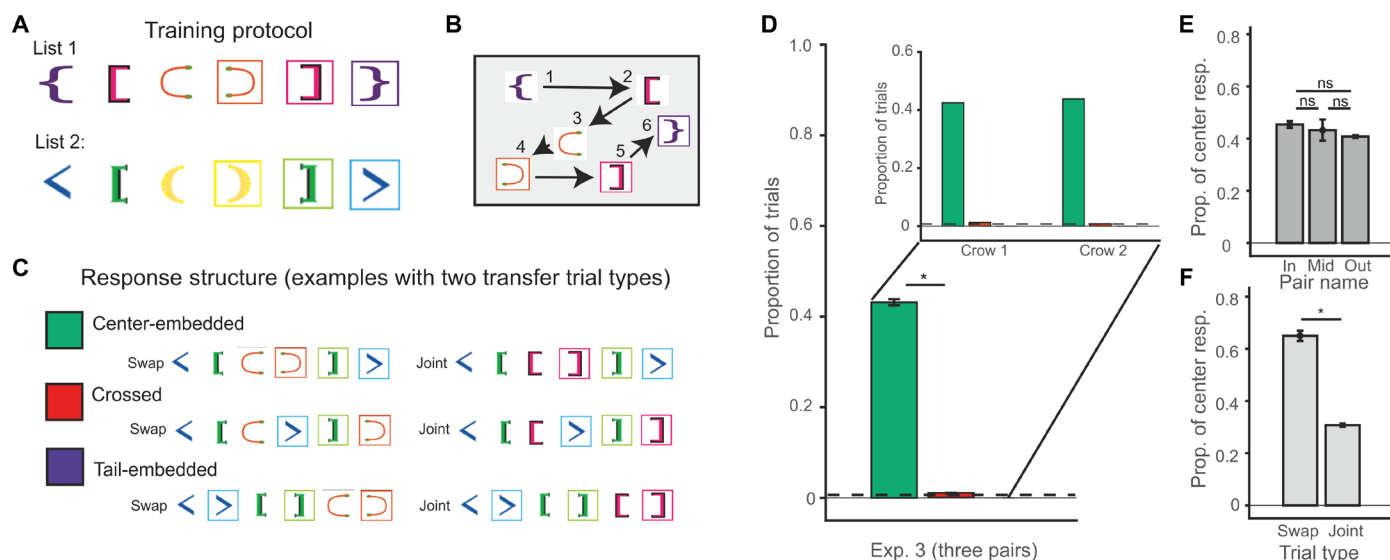 A
Training protocol
List 1
List 2:
B
1
2
3
4
5
6
C
Response structure (examples with two transfer trial types)
Center-embedded
Swap
Joint
Crossed
Swap
Joint
Tail-embedded
Swap
Joint
D
Proportion of trials
1.0
0.8
0.6
0.4
0.2
0
*
Exp. 3 (three pairs)
Proportion of trials
0.6
0.4
0.2
0
Crow 1
Crow 2
E
Prop. of center resp.
0.8
0.6
0.4
0.2
0
ns
ns
ns
In
Mid
Out
Pair name
F
Prop. of center resp.
0.8
0.6
0.4
0.2
0
*
Swap
Joint
Trial type